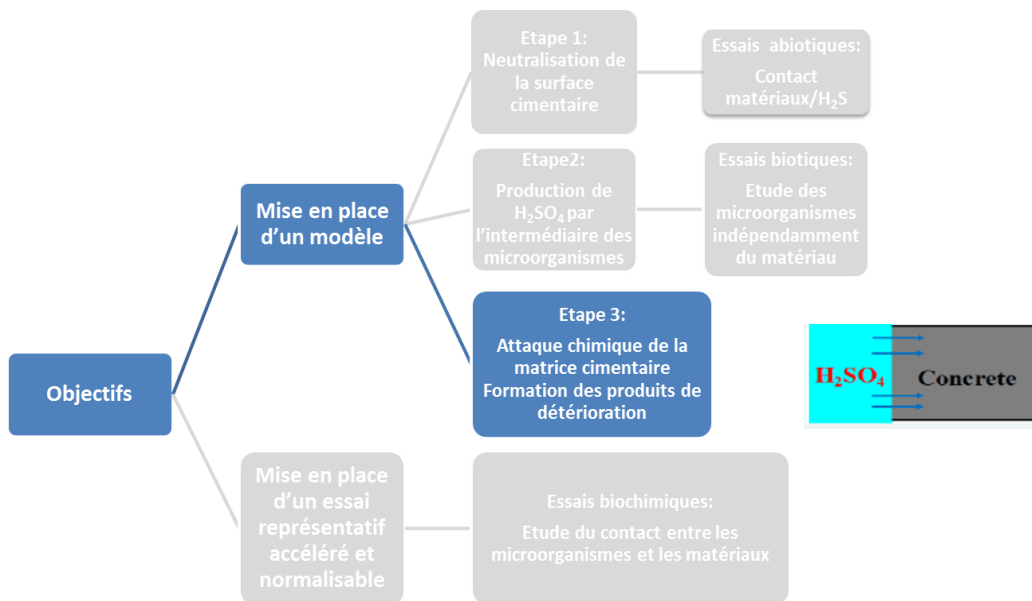 Etape 1:
Neutralisation de
la surface
cimentaire
Essais abiotiques:
Contact
matériaux/H₂S
Etape2:
Production de
H₂SO₄ par
l’intermédiaire des
microorganismes
Essais biotiques:
Etude des
microorganismes
indépendamment
du matériau
Mise en place
d’un modèle
Etape 3:
Attaque chimique de la
matrice cimentaire
Formation des produits de
détérioration
H₂SO₄
Concrete
Objectifs
Mise en place
d’un essai
représentatif
accéléré et
normalisable
Essais biochimiques:
Etude du contact entre les
microorganismes et les matériaux